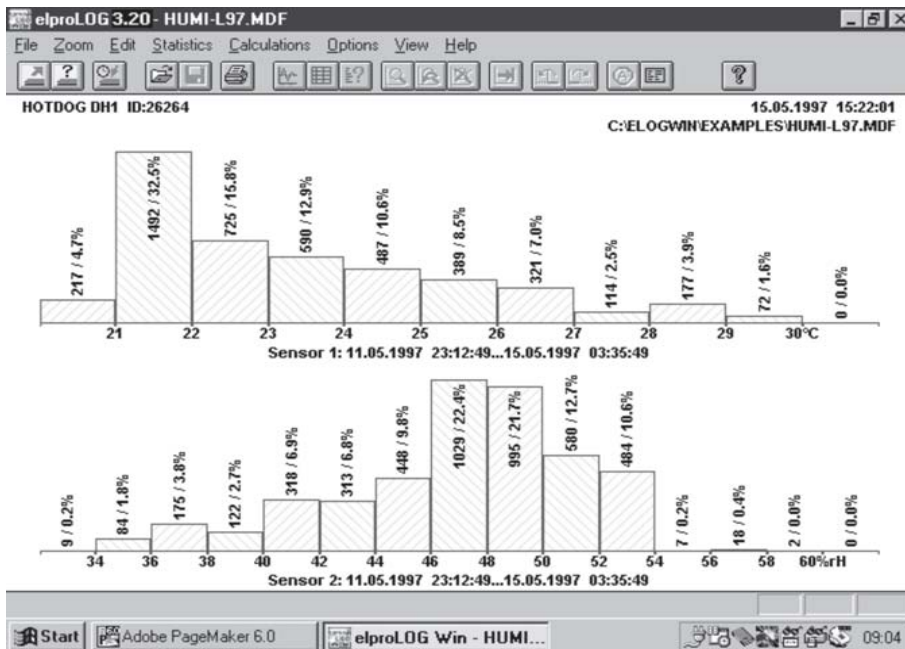 elproLOG 3.20 - HUMI-L97.MDF
File Zoom Edit Statistics Calculations Options View Help
HOTDOG DH1 ID:26264
15.05.1997 15:22:01
C:\ELOGWIN\EXAMPLES\HUMI-L97.MDF
217 / 4.7%
1492 / 32.5%
725 / 15.8%
590 / 12.9%
487 / 10.6%
389 / 8.5%
321 / 7.0%
114 / 2.5%
177 / 3.9%
72 / 1.6%
0 / 0.0%
21 22 23 24 25 26 27 28 29 30°C
Sensor 1: 11.05.1997 23:12:49...15.05.1997 03:35:49
9 / 0.2%
84 / 1.8%
175 / 3.8%
122 / 2.7%
318 / 6.9%
313 / 6.8%
448 / 9.8%
1029 / 22.4%
995 / 21.7%
580 / 12.7%
484 / 10.6%
7 / 0.2%
18 / 0.4%
2 / 0.0%
0 / 0.0%
34 36 38 40 42 44 46 48 50 52 54 56 58 60%rH
Sensor 2: 11.05.1997 23:12:49...15.05.1997 03:35:49
Start Adobe PageMaker 6.0 elproLOG Win - HUMI... 09:04